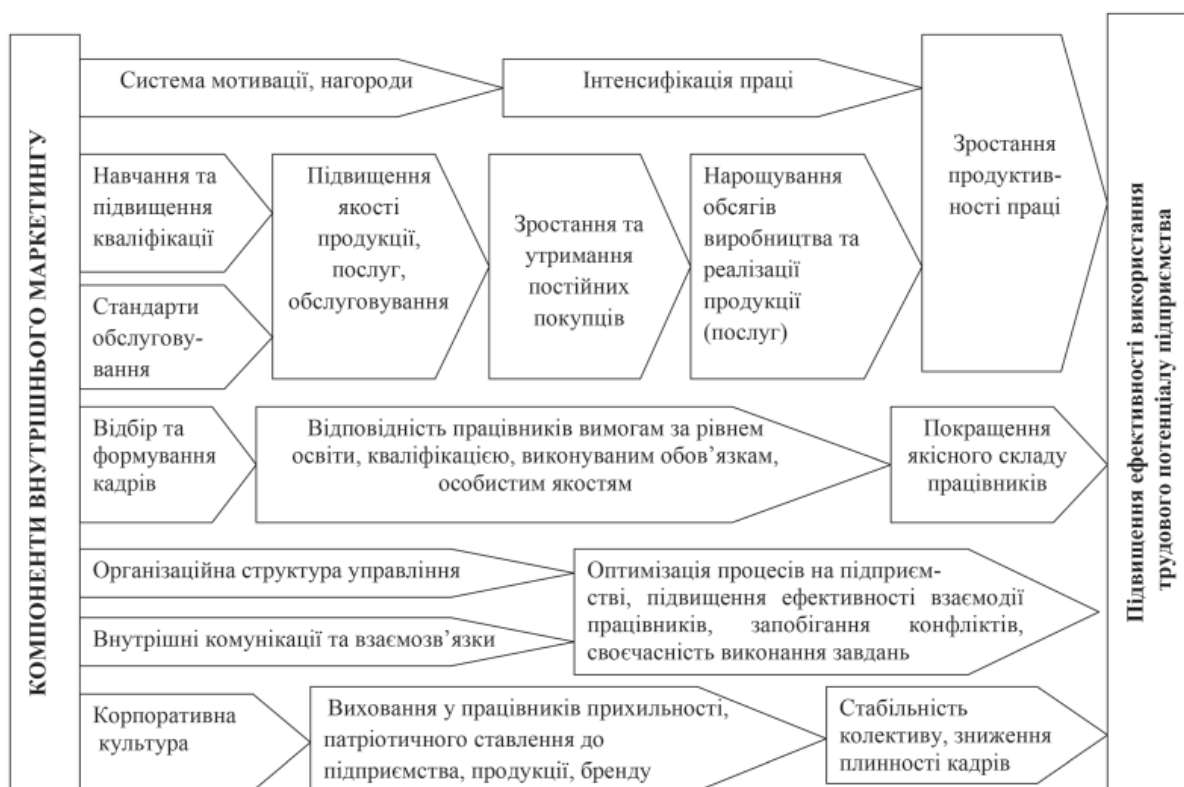 КОМПОНЕНТИ ВНУТРІШНЬОГО МАРКЕТИНГУ
Система мотивації, нагороди
Інтенсифікація праці
Зростання
продуктив-
ності праці
Навчання та
підвищення
кваліфікації
Стандарти
обслугову-
вання
Підвищення
якості
продукції,
послуг,
обслуговування
Зростання та
утримання
постійних
покупців
Нарощування
обсягів
виробництва та
реалізації
продукції
(послуг)
Відбір та
формування
кадрів
Відповідність працівників вимогам за рівнем
освіти, кваліфікацією, виконуваним обов’язкам,
особистим якостям
Покращення
якісного складу
працівників
Організаційна структура управління
Внутрішні комунікації та взаємозв’язки
Оптимізація процесів на підприєм-
стві, підвищення ефективності взаємодії
працівників, запобігання конфліктів,
своєчасність виконання завдань
Корпоративна
культура
Виховання у працівників прихильності,
патріотичного ставлення до
підприємства, продукції, бренду
Стабільність
колективу, зниження
плинності кадрів
Підвищення ефективності використання
трудового потенціалу підприємства